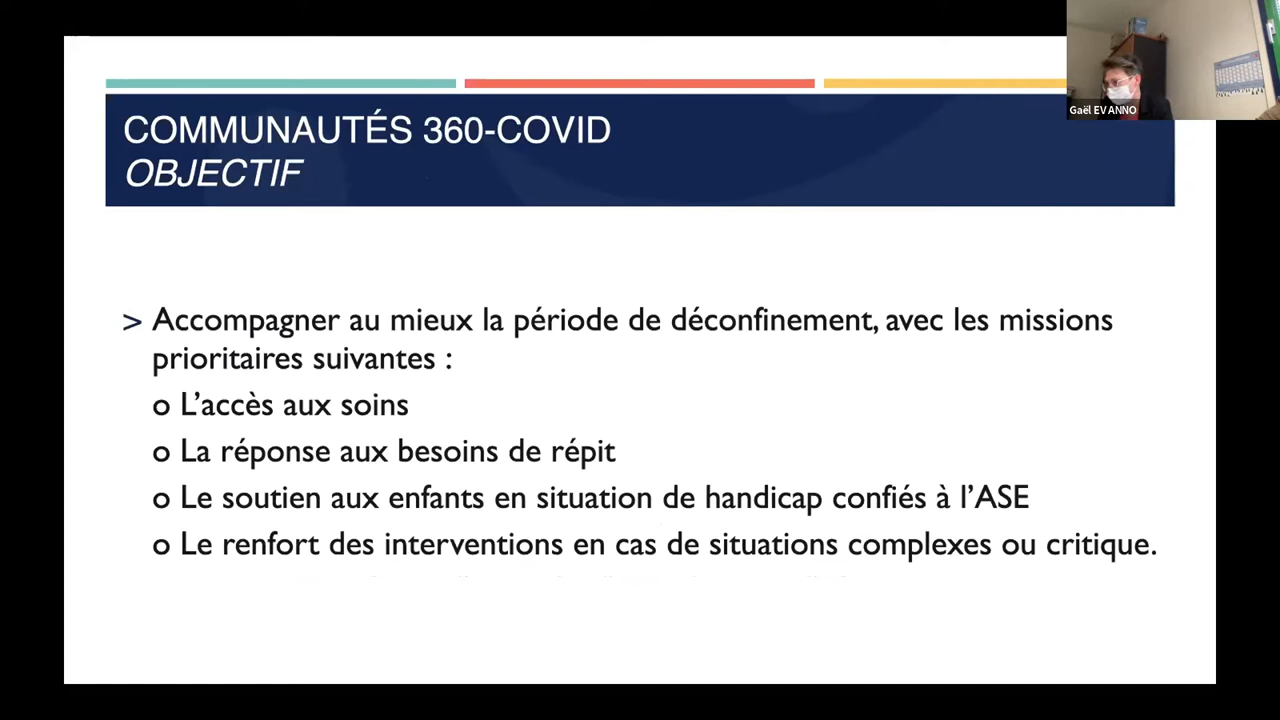 COMMUNAUTÉS 360-COVID
OBJECTIF
Gaël EVANNO
> Accompagner au mieux la période de déconfinement, avec les missions
prioritaires suivantes :
o L’accès aux soins
o La réponse aux besoins de répit
o Le soutien aux enfants en situation de handicap confiés à l’ASE
o Le renfort des interventions en cas de situations complexes ou critique.